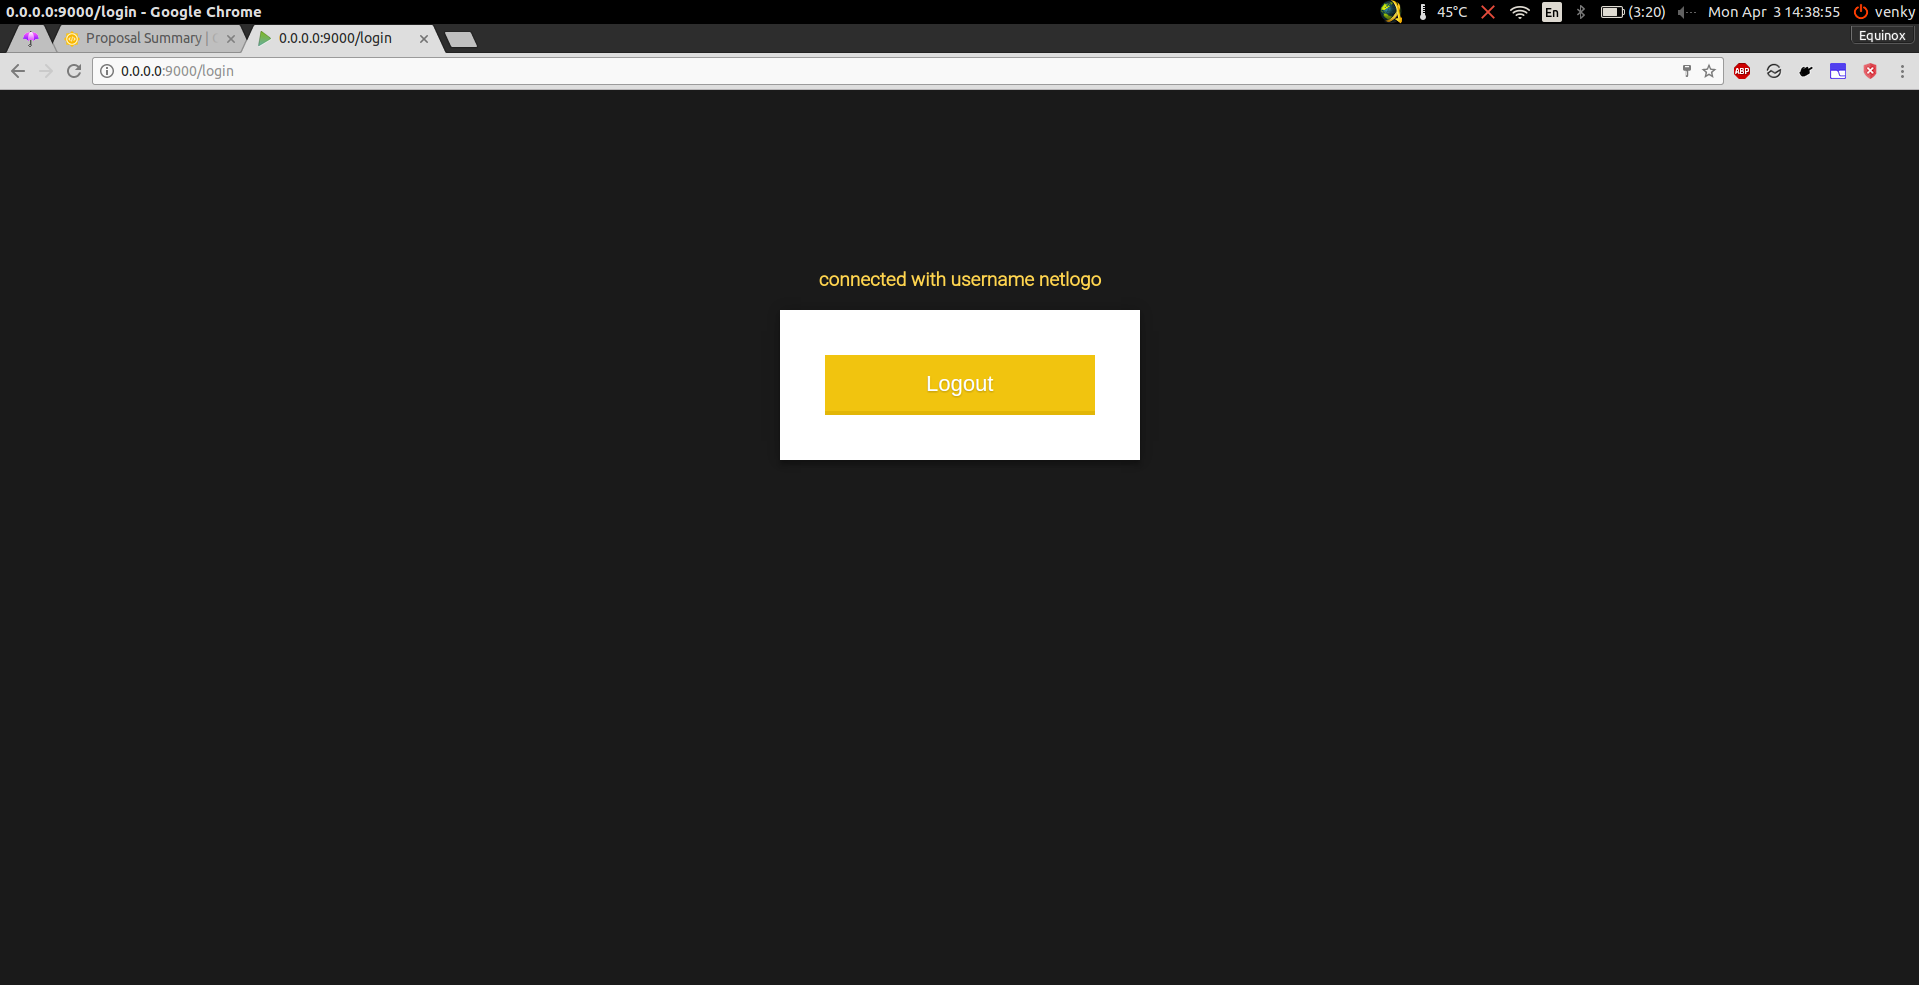 0.0.0.0:9000/login - Google Chrome
45°C
En
(3:20)
Mon Apr 3 14:38:55
venky
Proposal Summary |
0.0.0.0:9000/login
Equinox
0.0.0.0:9000/login
ABP
connected with username netlogo
Logout